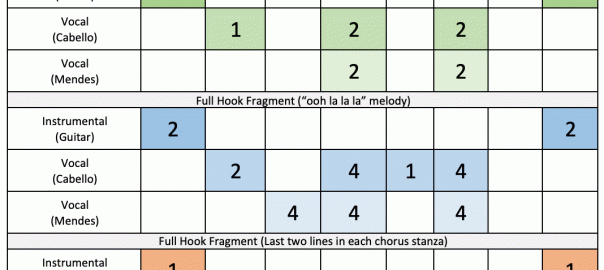 Vocal
(Cabello) 1 2 2
Vocal
(Mendes) 2 2
Full Hook Fragment (“ooh la la la” melody)
Instrumental
(Guitar) 2 2
Vocal
(Cabello) 2 4 1 4
Vocal
(Mendes) 4 4 4
Full Hook Fragment (Last two lines in each chorus stanza)
Instrumental 1 1